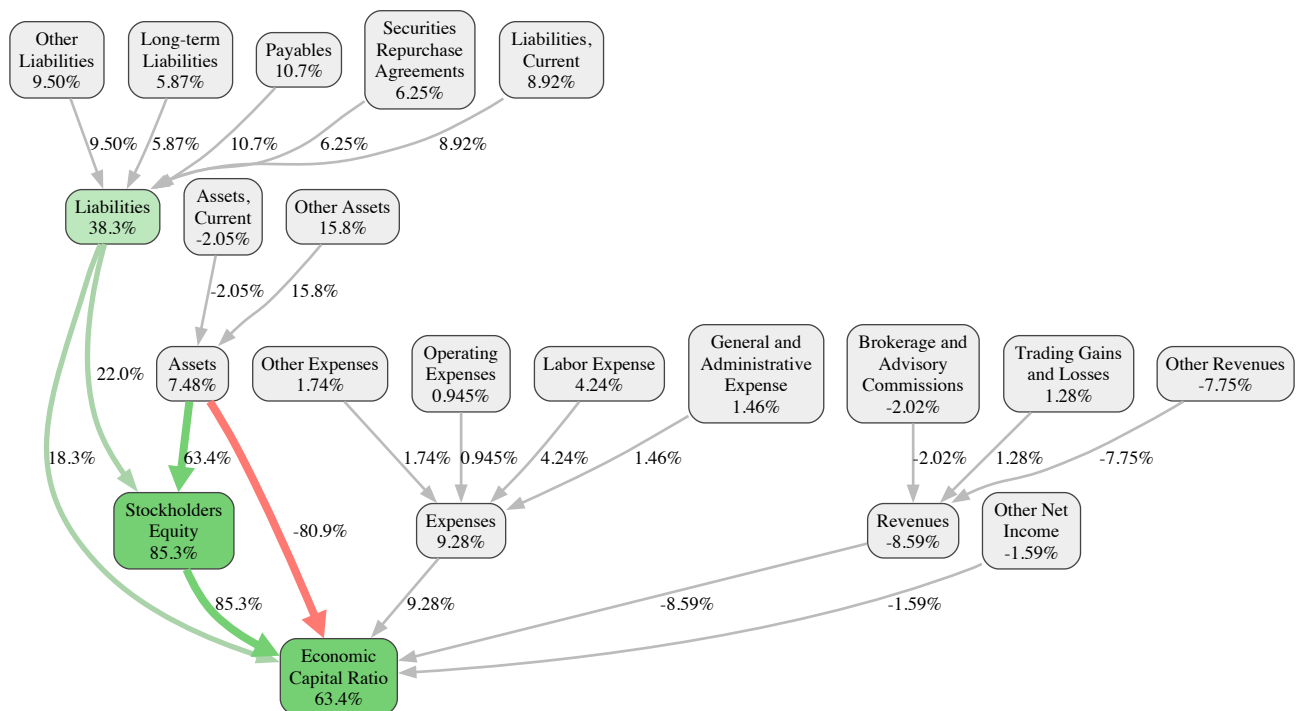 Other
Liabilities
9.50%
Long-term
Liabilities
5.87%
Payables
10.7%
Securities
Repurchase
Agreements
6.25%
Liabilities,
Current
8.92%
9.50%
5.87%
10.7%
6.25%
8.92%
Liabilities
38.3%
Assets,
Current
-2.05%
Other Assets
15.8%
-2.05%
15.8%
22.0%
Assets
7.48%
Other Expenses
1.74%
Operating
Expenses
0.945%
Labor Expense
4.24%
General and
Administrative
Expense
1.46%
Brokerage and
Advisory
Commissions
-2.02%
Trading Gains
and Losses
1.28%
Other Revenues
-7.75%
18.3%
63.4%
1.74%
0.945%
4.24%
1.46%
-2.02%
1.28%
-7.75%
Stockholders
Equity
85.3%
-80.9%
Expenses
9.28%
Revenues
-8.59%
Other Net
Income
-1.59%
85.3%
9.28%
-8.59%
-1.59%
Economic
Capital Ratio
63.4%